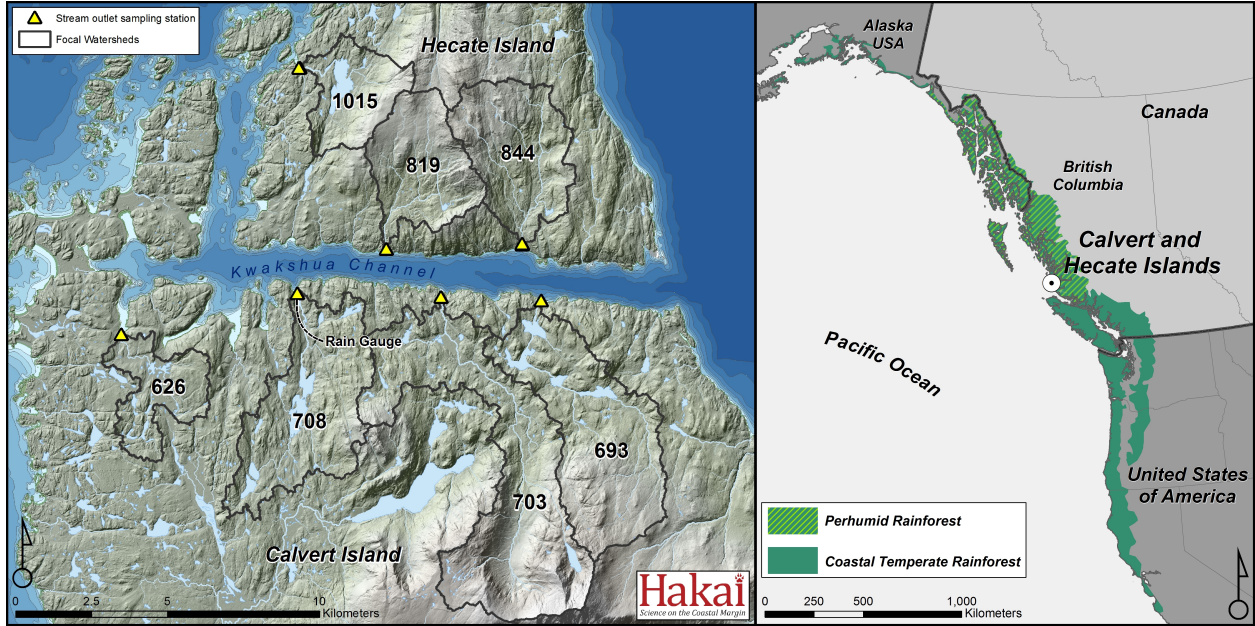 Stream outlet sampling station
Focal Watersheds
Hecate Island
1015
819
844
Kwakshua Channel
Rain Gauge
626
708
693
703
Calvert Island
Hakai
Science on the Coastal Margin
0 2.5 5 10
Kilometers
Alaska
USA
Canada
British
Columbia
Calvert and
Hecate Islands
Pacific Ocean
United States
of America
Perhumid Rainforest
Coastal Temperate Rainforest
0 250 500 1,000
Kilometers